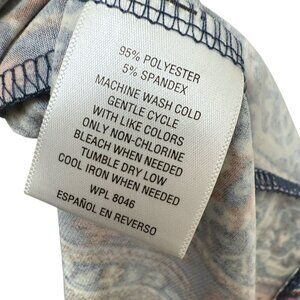 95% POLYESTER
5% SPANDEX
MACHINE WASH COLD
GENTLE CYCLE
WITH LIKE COLORS
ONLY NON-CHLORINE
BLEACH WHEN NEEDED
TUMBLE DRY LOW
COOL IRON WHEN NEEDED
WPL 8046
ESPAÑOL EN REVERSO